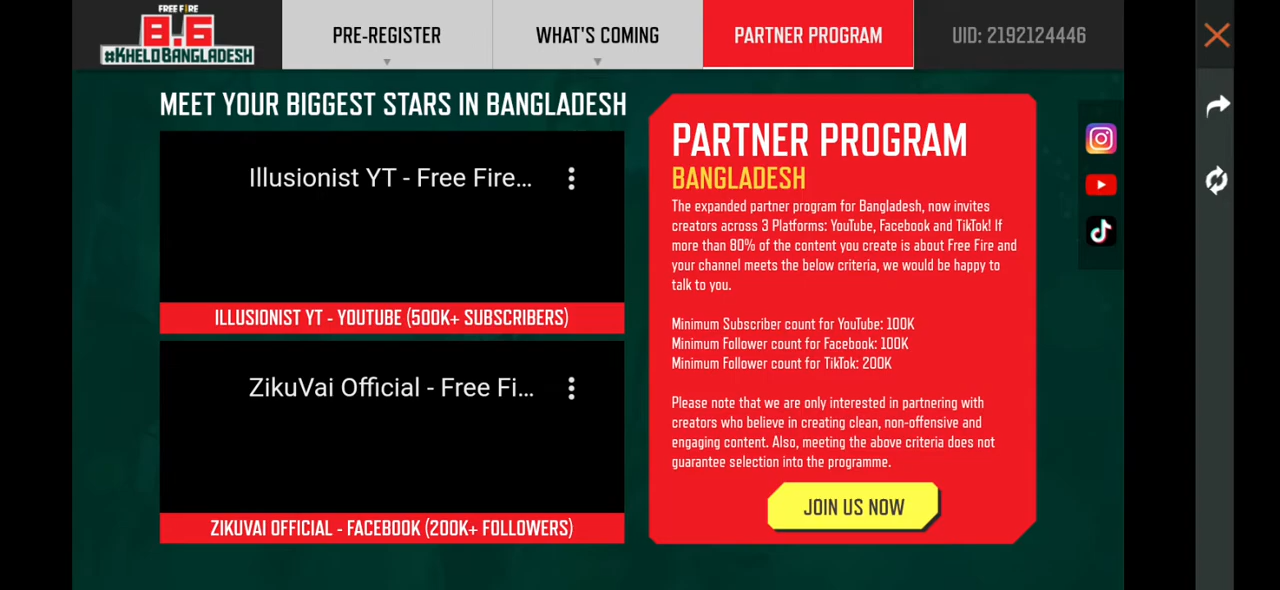 FREE FIRE
8.6
#KHELOBANGLADESH
PRE-REGISTER
WHAT'S COMING
PARTNER PROGRAM
UID: 2192124446
MEET YOUR BIGGEST STARS IN BANGLADESH
Illusionist YT - Free Fire...
ILLUSIONIST YT - YOUTUBE (500K+ SUBSCRIBERS)
ZikuVai Official - Free Fi...
ZIKUVAI OFFICIAL - FACEBOOK (200K+ FOLLOWERS)
PARTNER PROGRAM
BANGLADESH
The expanded partner program for Bangladesh, now invites
creators across 3 Platforms: YouTube, Facebook and TikTok! If
more than 80% of the content you create is about Free Fire and
your channel meets the below criteria, we would be happy to
talk to you.
Minimum Subscriber count for YouTube: 100K
Minimum Follower count for Facebook: 100K
Minimum Follower count for TikTok: 200K
Please note that we are only interested in partnering with
creators who believe in creating clean, non-offensive and
engaging content. Also, meeting the above criteria does not
guarantee selection into the programme.
JOIN US NOW